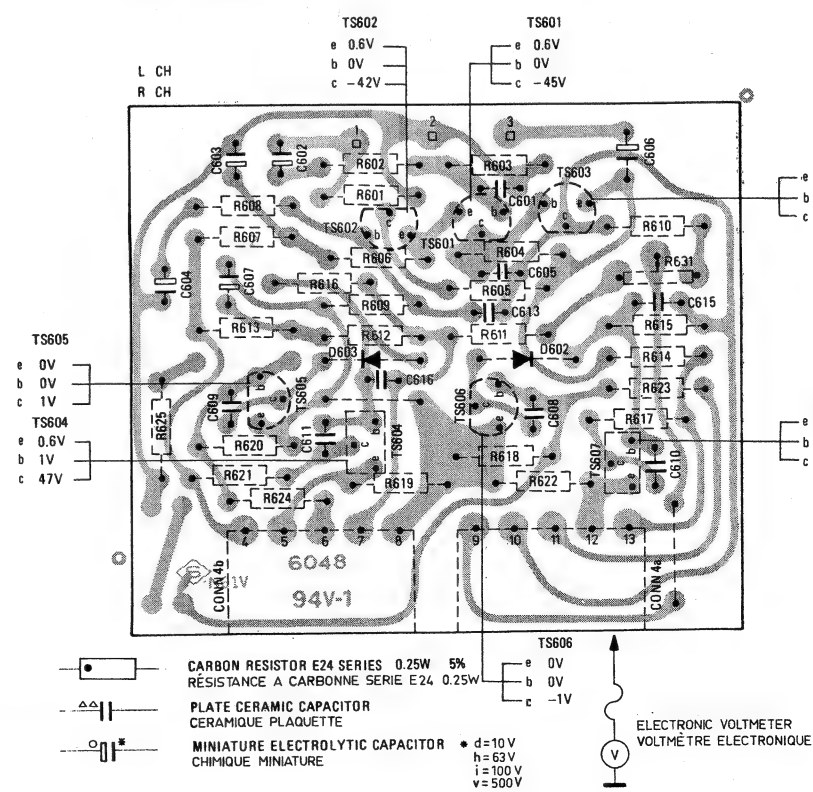 TS602
e 0.6V
b 0V
c -42V
TS601
e 0.6V
b 0V
c -45V
L CH
R CH
1
2
3
C603
C602
R602
R603
C606
TS603
R601
C601
e
b
c
R608
b
c
e
TS602
e
b
c
TS601
b
e
c
R610
R607
R604
R606
C605
R631
C604
C607
R616
R605
R609
C613
C615
R613
R612
R611
R615
TS605
e 0V
b 0V
c 1V
D603
D602
R614
C616
R623
b
c
e
TS605
TS606
b
c
e
C609
C608
R617
R625
TS604
e 0.6V
b 1V
c 47V
C611
b
c
e
TS604
e
b
c
R620
R618
TS607
b
c
e
C610
R621
R619
R622
R624
4 5 6 7 8
9 10 11 12 13
CONN 4b
6048
94V-1
1V
CONN 4a
TS606
e 0V
b 0V
c -1V
CARBON RESISTOR E24 SERIES 0.25W 5%
RÉSISTANCE A CARBONNE SERIE E24 0.25W
PLATE CERAMIC CAPACITOR
CERAMIQUE PLAQUETTE
MINIATURE ELECTROLYTIC CAPACITOR
CHIMIQUE MINIATURE
* d=10V
h=63V
i=100V
v=500V
ELECTRONIC VOLTMETER
VOLTMÈTRE ELECTRONIQUE
V